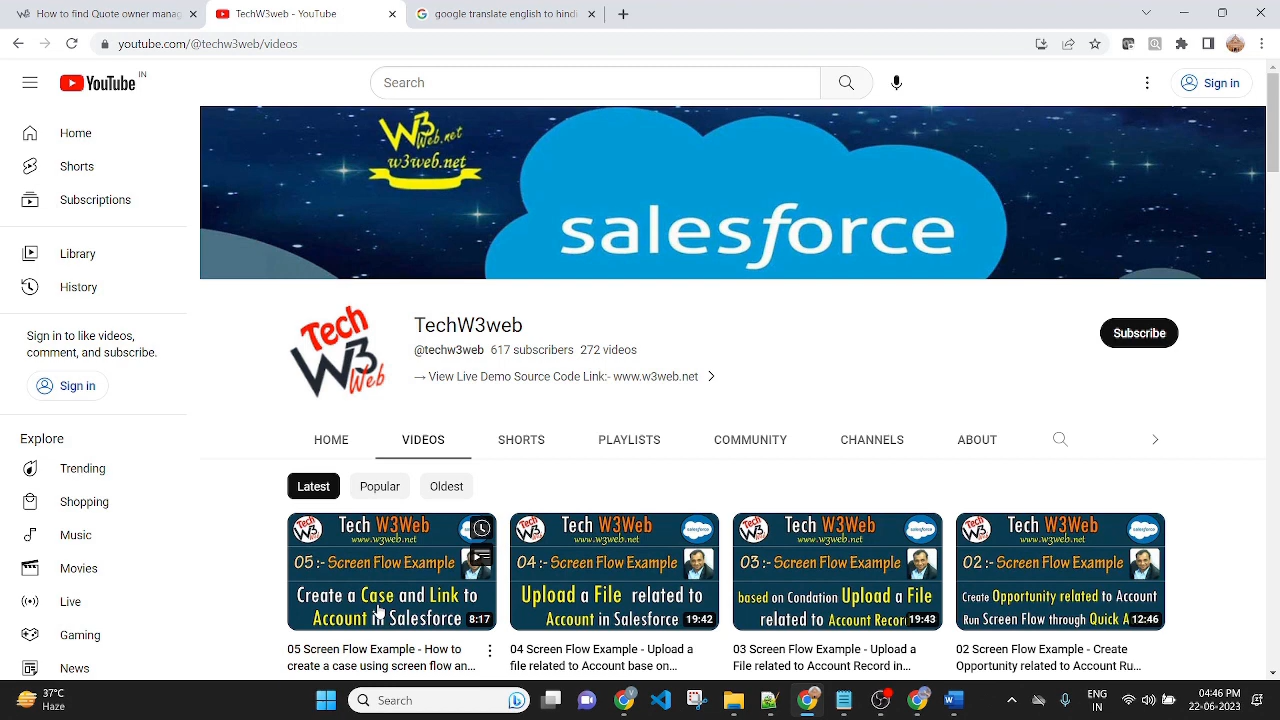 How to find Quote owner manag
TechW3web - YouTube
google translate english to hindi
youtube.com/@techw3web/videos
YouTube IN
Search
Sign in
Home
Shorts
Subscriptions
Library
History
Sign in to like videos,
comment, and subscribe.
Sign in
Explore
Trending
Shopping
Music
Movies
Live
Gaming
News
W3
Web.net
w3web.net
salesforce
Tech
W3
Web
TechW3web
@techw3web 617 subscribers 272 videos
→ View Live Demo Source Code Link:- www.w3web.net
Subscribe
HOME VIDEOS SHORTS PLAYLISTS COMMUNITY CHANNELS ABOUT
Latest Popular Oldest
Tech W3Web
www.w3web.net
05 :- Screen Flow Example
Create a Case and Link to
Account in Salesforce
8:17
05 Screen Flow Example - How to
create a case using screen flow an...
Tech W3Web
www.w3web.net
salesforce
04 :- Screen Flow Example
Upload a File related to
Account in Salesforce
19:42
04 Screen Flow Example - Upload a
file related to Account base on...
Tech W3Web
www.w3web.net
salesforce
03 :- Screen Flow Example
based on Condation Upload a File
related to Account Recor
19:43
03 Screen Flow Example - Upload a
File related to Account Record in...
Tech W3Web
www.w3web.net
salesforce
02 :- Screen Flow Example
Create Opportunity related to Account
Run Screen Flow through Quick A
12:46
02 Screen Flow Example - Create
Opportunity related to Account Ru...
37°C
Haze
Search
ENG
IN
04:46 PM
22-06-2023